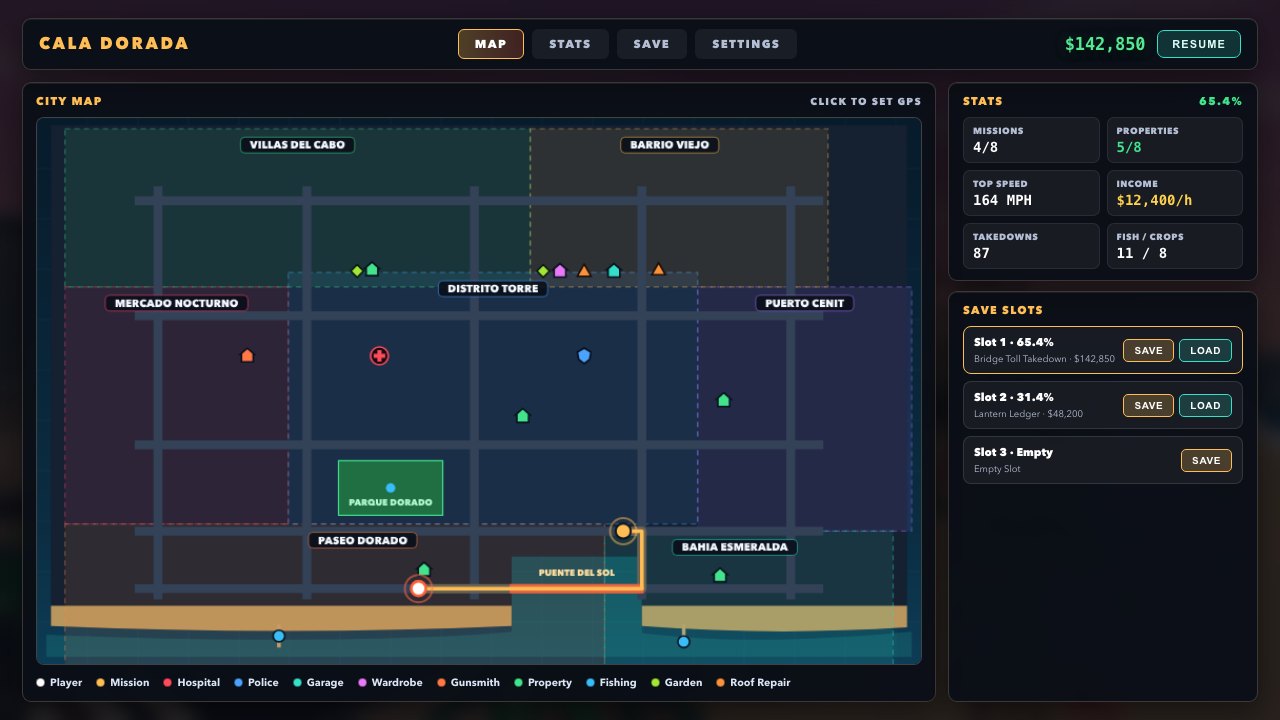 CALA DORADA
MAP
STATS
SAVE
SETTINGS
$142,850
RESUME
CITY MAP
CLICK TO SET GPS
VILLAS DEL CABO
BARRIO VIEJO
DISTRITO TORRE
MERCADO NOCTURNO
PUERTO CENIT
PARQUE DORADO
PASEO DORADO
BAHIA ESMERALDA
PUENTE DEL SOL
Player
Mission
Hospital
Police
Garage
Wardrobe
Gunsmith
Property
Fishing
Garden
Roof Repair
STATS
65.4%
MISSIONS
4/8
PROPERTIES
5/8
TOP SPEED
164 MPH
INCOME
$12,400/h
TAKEDOWNS
87
FISH / CROPS
11 / 8
SAVE SLOTS
Slot 1 · 65.4%
Bridge Toll Takedown · $142,850
SAVE
LOAD
Slot 2 · 31.4%
Lantern Ledger · $48,200
SAVE
LOAD
Slot 3 · Empty
Empty Slot
SAVE